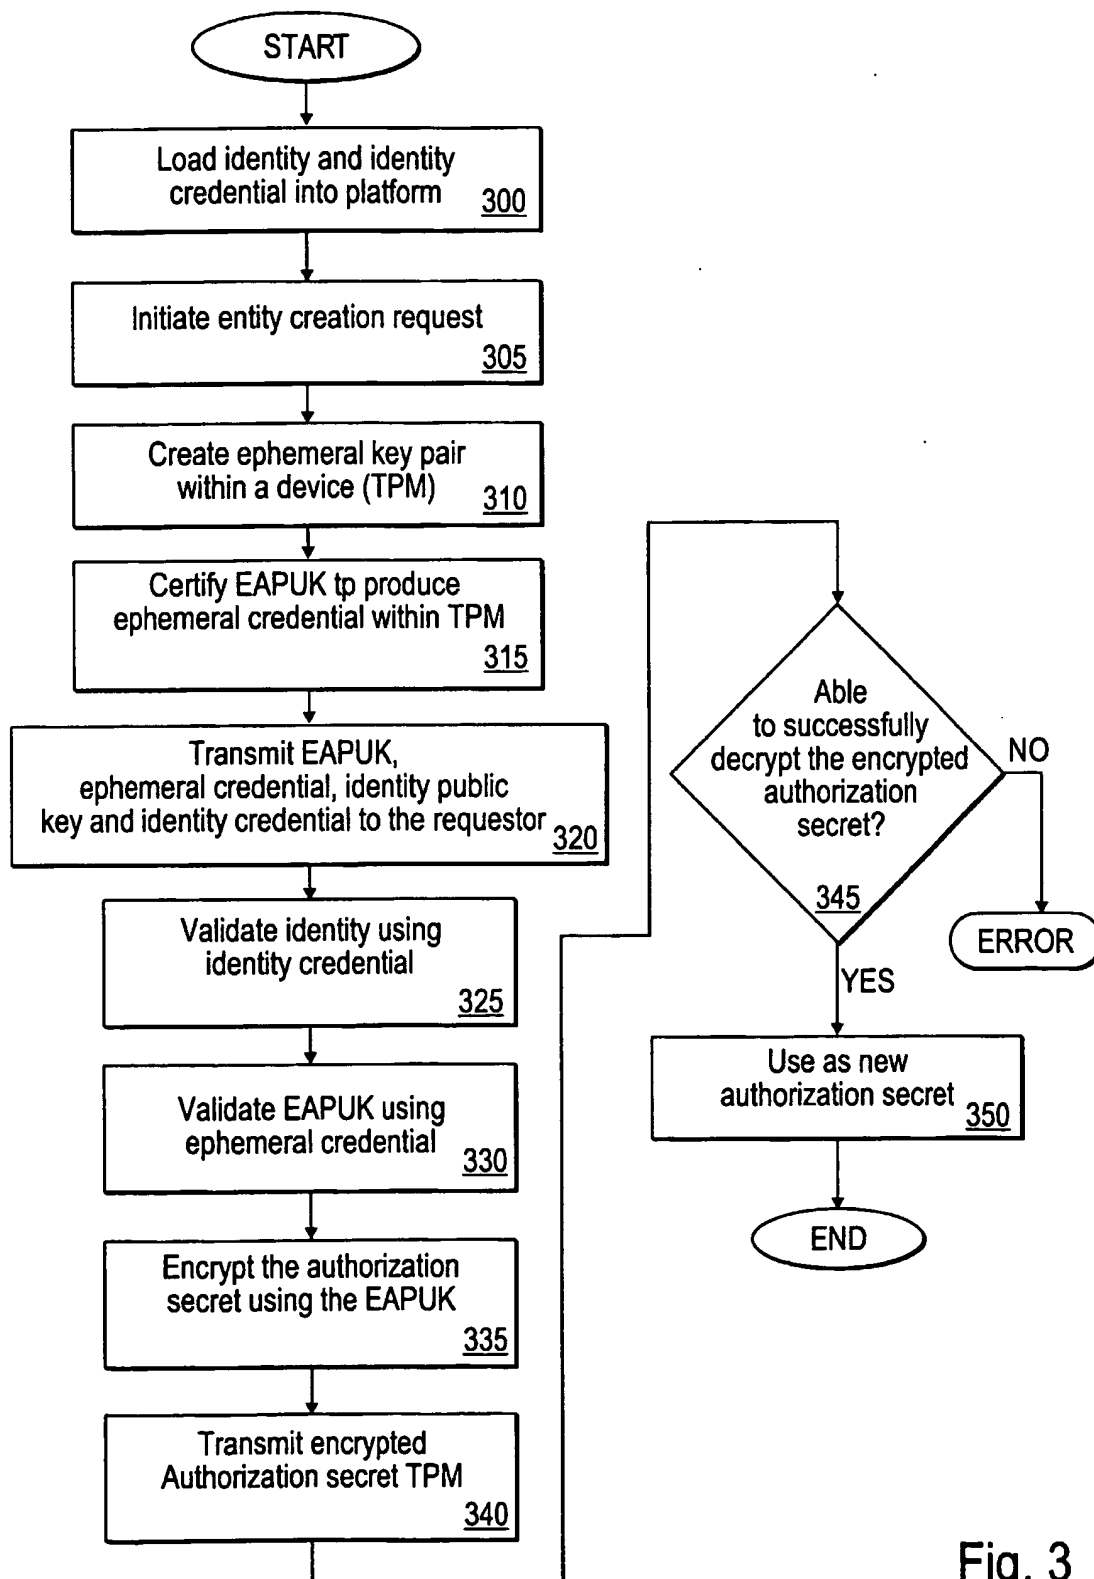 START
Load identity and identity
credential into platform
300
Initiate entity creation request
305
Create ephemeral key pair
within a device (TPM)
310
Certify EAPUK tp produce
ephemeral credential within TPM
315
Transmit EAPUK,
ephemeral credential, identity public
key and identity credential to the requestor
320
Validate identity using
identity credential
325
Validate EAPUK using
ephemeral credential
330
Encrypt the authorization
secret using the EAPUK
335
Transmit encrypted
Authorization secret TPM
340
Able
to successfully
decrypt the encrypted
authorization
secret?
345
NO
ERROR
YES
Use as new
authorization secret
350
END
Fig. 3